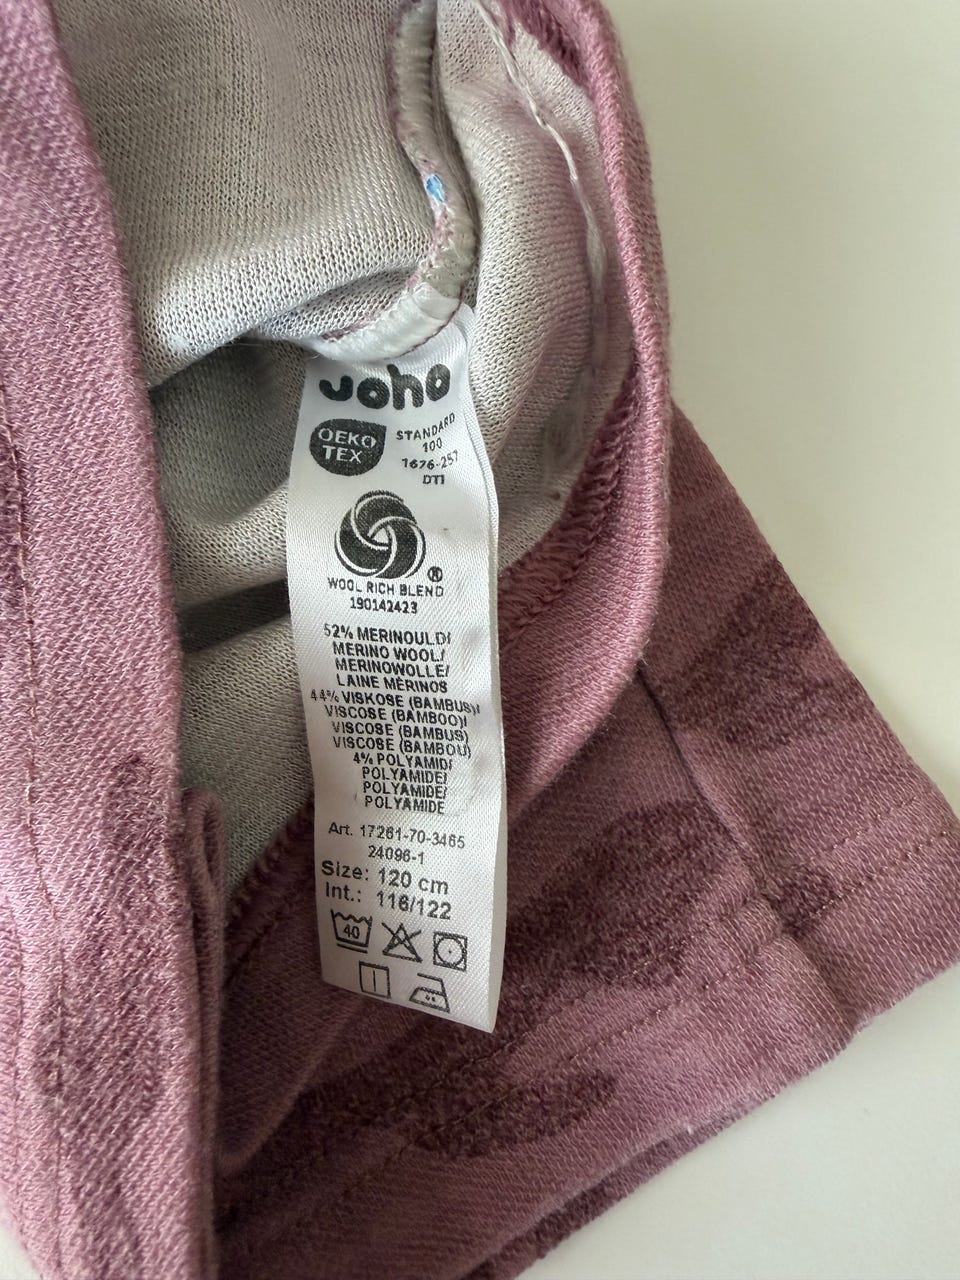 Joha
OEKO
TEX
STANDARD
100
1676-257
DTI
WOOL RICH BLEND
190142423
52% MERINOULD/
MERINO WOOL/
MERINOWOLLE/
LAINE MÉRINOS
44% VISKOSE (BAMBUS)/
VISCOSE (BAMBOO)/
VISCOSE (BAMBUS)
VISCOSE (BAMBOU)
4% POLYAMID/
POLYAMIDE/
POLYAMIDE/
POLYAMIDE
Art. 17261-70-3465
24096-1
Size: 120 cm
Int.: 116/122
40